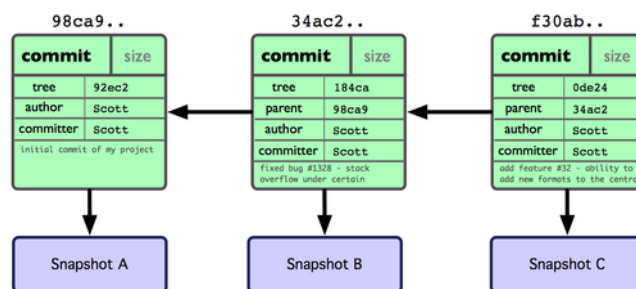 98ca9..
commit size
tree 92ec2
author Scott
committer Scott
initial commit of my project
Snapshot A
34ac2..
commit size
tree 184ca
parent 98ca9
author Scott
committer Scott
fixed bug #1328 - stack
overflow under certain
Snapshot B
f30ab..
commit size
tree 0de24
parent 34ac2
author Scott
committer Scott
add feature #32 - ability to
add new formats to the centra
Snapshot C